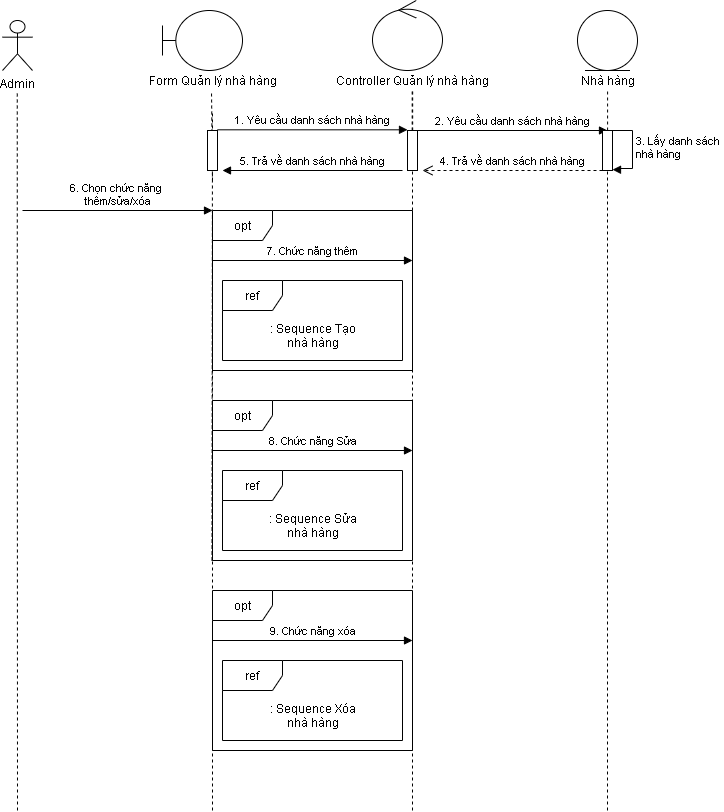 Admin
Form Quản lý nhà hàng
Controller Quản lý nhà hàng
Nhà hàng
1. Yêu cầu danh sách nhà hàng
2. Yêu cầu danh sách nhà hàng
3. Lấy danh sách
nhà hàng
5. Trả về danh sách nhà hàng
4. Trả về danh sách nhà hàng
6. Chọn chức năng
thêm/sửa/xóa
opt
7. Chức năng thêm
ref
: Sequence Tạo
nhà hàng
opt
8. Chức năng Sửa
ref
: Sequence Sửa
nhà hàng
opt
9. Chức năng xóa
ref
: Sequence Xóa
nhà hàng